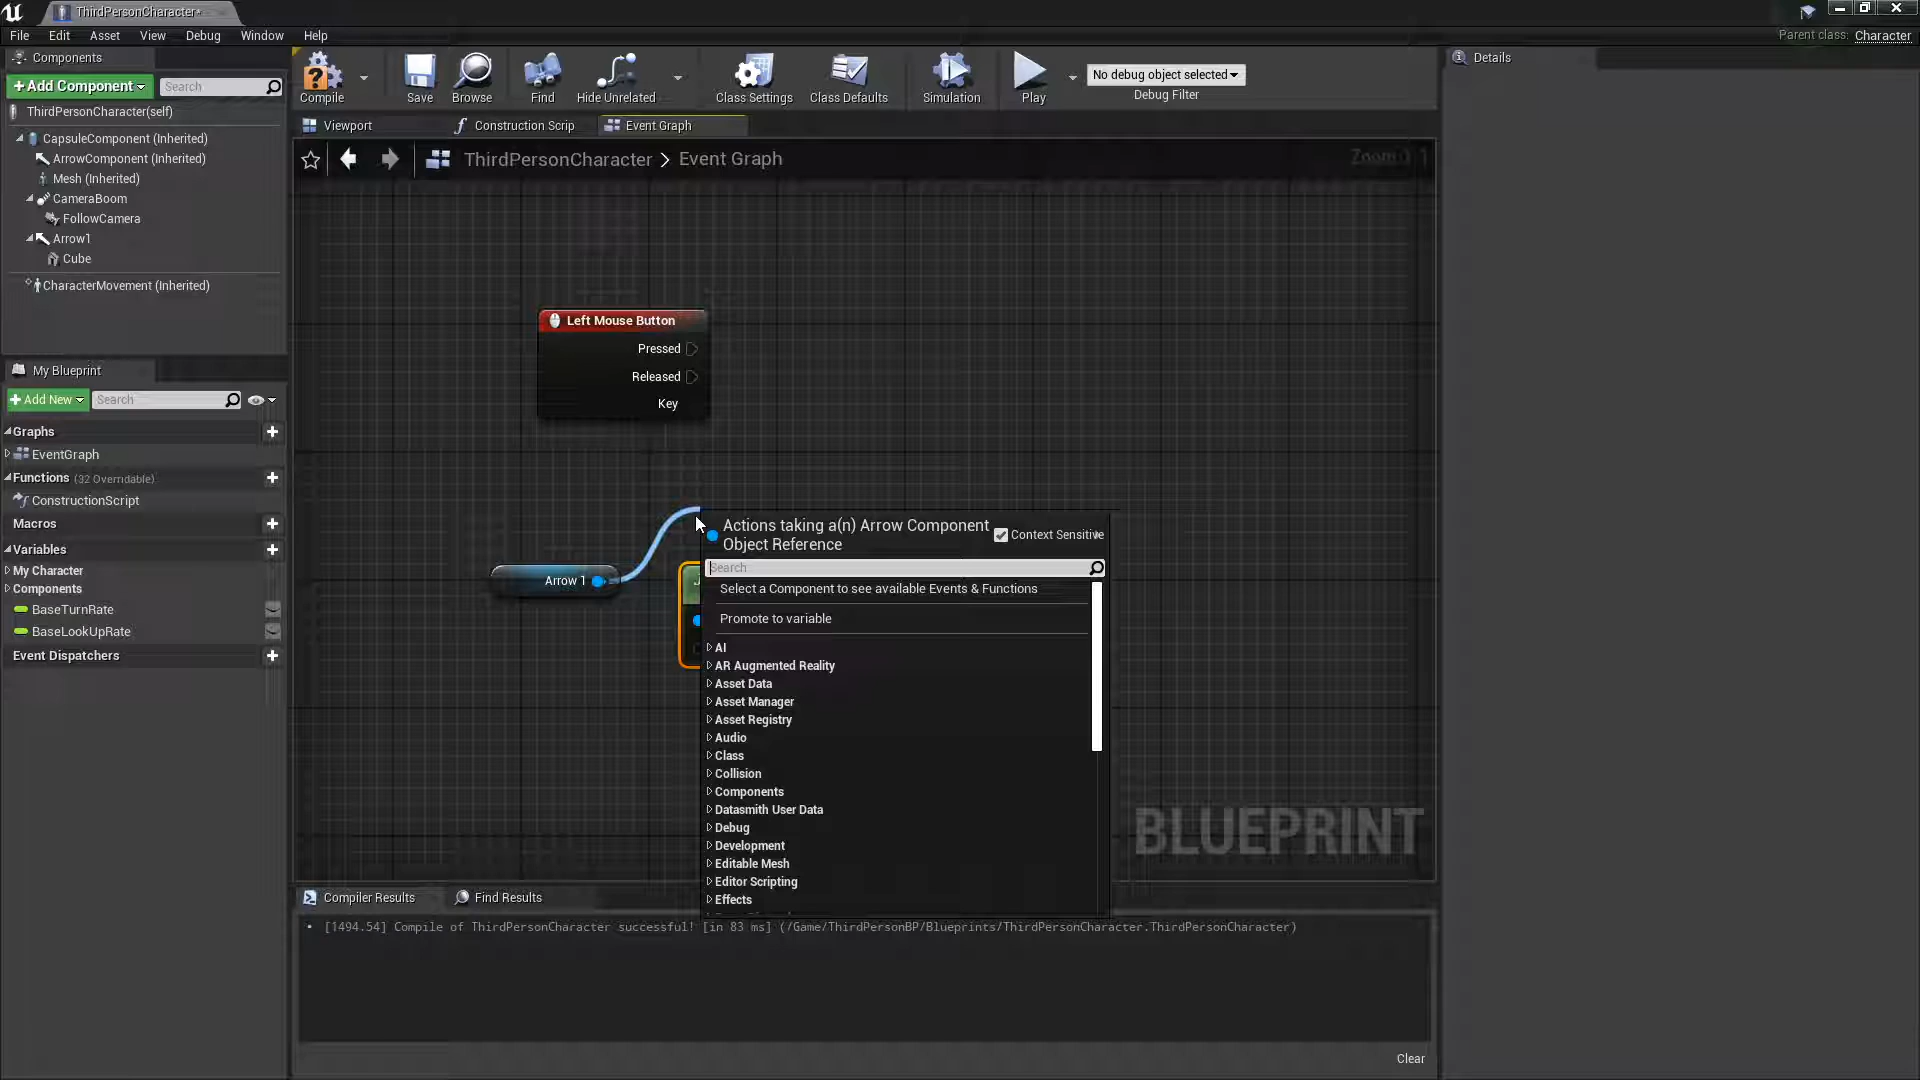 ThirdPersonCharacter*
File Edit Asset View Debug Window Help
Parent class: Character
Components
+Add Component
Search
ThirdPersonCharacter(self)
CapsuleComponent (Inherited)
ArrowComponent (Inherited)
Mesh (Inherited)
CameraBoom
FollowCamera
Arrow1
Cube
CharacterMovement (Inherited)
My Blueprint
+Add New
Search
Graphs
EventGraph
Functions (32 Overridable)
ConstructionScript
Macros
Variables
My Character
Components
BaseTurnRate
BaseLookUpRate
Event Dispatchers
Compile
Save
Browse
Find
Hide Unrelated
Class Settings
Class Defaults
Simulation
Play
No debug object selected
Debug Filter
Viewport
Construction Scrip
Event Graph
ThirdPersonCharacter > Event Graph
Left Mouse Button
Pressed
Released
Key
Arrow 1
Actions taking a(n) Arrow Component
Object Reference
Context Sensitive
Search
Select a Component to see available Events & Functions
Promote to variable
AI
AR Augmented Reality
Asset Data
Asset Manager
Asset Registry
Audio
Class
Collision
Components
Datasmith User Data
Debug
Development
Editable Mesh
Editor Scripting
Effects
BLUEPRINT
Compiler Results
Find Results
[1494.54] Compile of ThirdPersonCharacter successful! [in 83 ms] (/Game/ThirdPersonBP/Blueprints/ThirdPersonCharacter.ThirdPersonCharacter)
Clear
Details